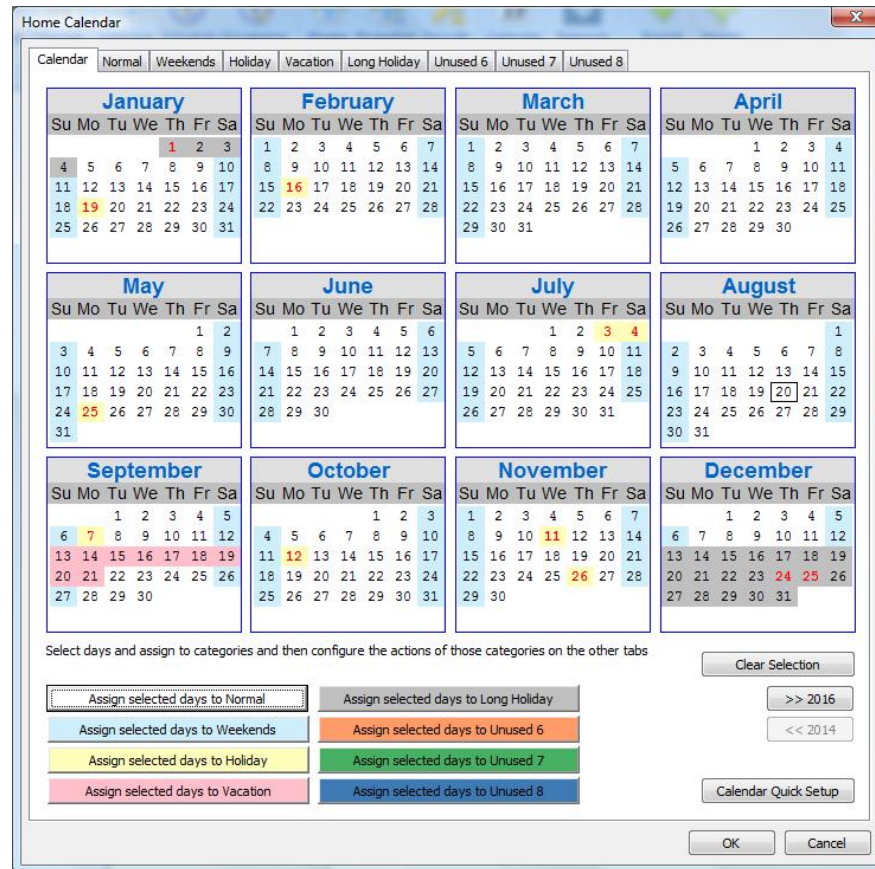 Home Calendar
Calendar Normal Weekends Holiday Vacation Long Holiday Unused 6 Unused 7 Unused 8
January February March April
Su Mo Tu We Th Fr Sa Su Mo Tu We Th Fr Sa Su Mo Tu We Th Fr Sa Su Mo Tu We Th Fr Sa
1 2 3 1 2 3 4 5 6 7 1 2 3 4 5 6 7 1 2 3 4
4 5 6 7 8 9 10 8 9 10 11 12 13 14 8 9 10 11 12 13 14 5 6 7 8 9 10 11
11 12 13 14 15 16 17 15 16 17 18 19 20 21 15 16 17 18 19 20 21 12 13 14 15 16 17 18
18 19 20 21 22 23 24 22 23 24 25 26 27 28 22 23 24 25 26 27 28 19 20 21 22 23 24 25
25 26 27 28 29 30 31 29 30 31 26 27 28 29 30
May June July August
Su Mo Tu We Th Fr Sa Su Mo Tu We Th Fr Sa Su Mo Tu We Th Fr Sa Su Mo Tu We Th Fr Sa
1 2 1 2 3 4 5 6 1 2 3 4 1
3 4 5 6 7 8 9 7 8 9 10 11 12 13 5 6 7 8 9 10 11 2 3 4 5 6 7 8
10 11 12 13 14 15 16 14 15 16 17 18 19 20 12 13 14 15 16 17 18 9 10 11 12 13 14 15
17 18 19 20 21 22 23 21 22 23 24 25 26 27 19 20 21 22 23 24 25 16 17 18 19 20 21 22
24 25 26 27 28 29 30 28 29 30 26 27 28 29 30 31 23 24 25 26 27 28 29
31 30 31
September October November December
Su Mo Tu We Th Fr Sa Su Mo Tu We Th Fr Sa Su Mo Tu We Th Fr Sa Su Mo Tu We Th Fr Sa
1 2 3 4 5 1 2 3 1 2 3 4 5 6 7 1 2 3 4 5
6 7 8 9 10 11 12 4 5 6 7 8 9 10 8 9 10 11 12 13 14 6 7 8 9 10 11 12
13 14 15 16 17 18 19 11 12 13 14 15 16 17 15 16 17 18 19 20 21 13 14 15 16 17 18 19
20 21 22 23 24 25 26 18 19 20 21 22 23 24 22 23 24 25 26 27 28 20 21 22 23 24 25 26
27 28 29 30 25 26 27 28 29 30 31 29 30 27 28 29 30 31
Select days and assign to categories and then configure the actions of those categories on the other tabs
Clear Selection
Assign selected days to Normal Assign selected days to Long Holiday >> 2016
Assign selected days to Weekends Assign selected days to Unused 6 << 2014
Assign selected days to Holiday Assign selected days to Unused 7
Assign selected days to Vacation Assign selected days to Unused 8 Calendar Quick Setup
OK Cancel